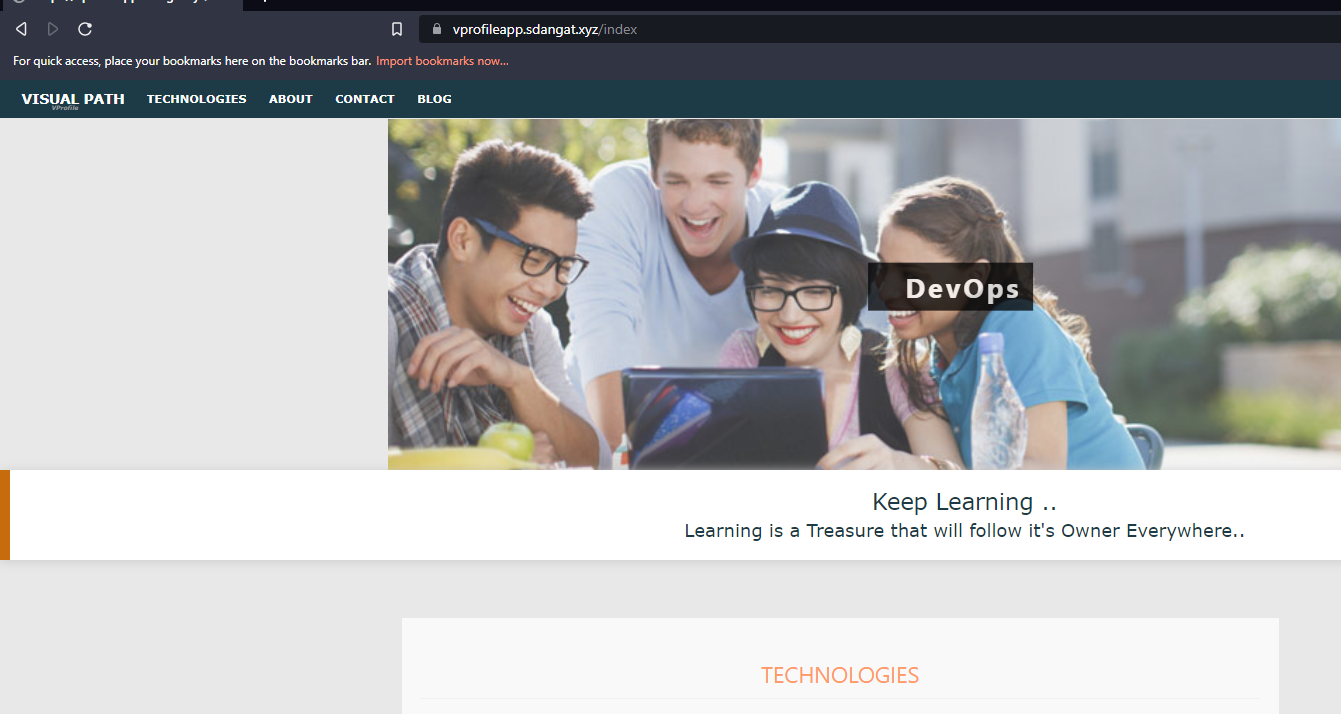 vprofileapp.sdangat.xyz/index
For quick access, place your bookmarks here on the bookmarks bar. Import bookmarks now...
VISUAL PATH TECHNOLOGIES ABOUT CONTACT BLOG
VProfile
DevOps
Keep Learning ..
Learning is a Treasure that will follow it's Owner Everywhere..
TECHNOLOGIES